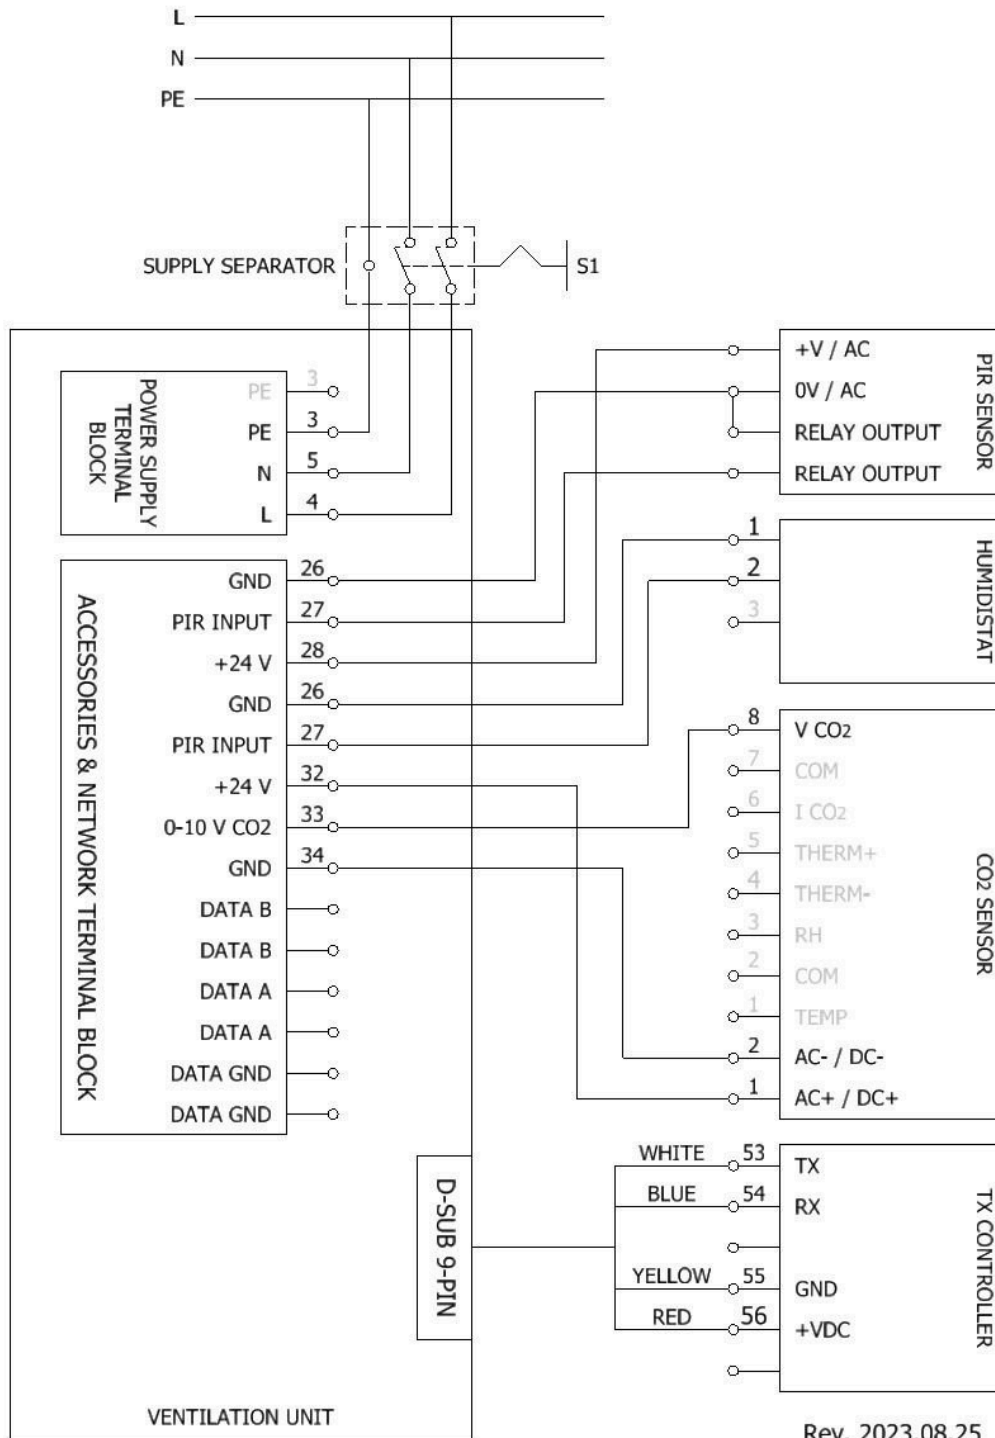 L
N
PE
SUPPLY SEPARATOR
S1
POWER SUPPLY
TERMINAL
BLOCK
PE 3
PE 3
N 5
L 4
ACCESSORIES & NETWORK TERMINAL BLOCK
GND 26
PIR INPUT 27
+24 V 28
GND 26
PIR INPUT 27
+24 V 32
0-10 V CO2 33
GND 34
DATA B
DATA B
DATA A
DATA A
DATA GND
DATA GND
D-SUB 9-PIN
VENTILATION UNIT
+V / AC
0V / AC
RELAY OUTPUT
RELAY OUTPUT
PIR SENSOR
1
2
3
HUMIDISTAT
8 V CO2
7 COM
6 I CO2
5 THERM+
4 THERM-
3 RH
2 COM
1 TEMP
2 AC- / DC-
1 AC+ / DC+
CO2 SENSOR
WHITE 53 TX
BLUE 54 RX
YELLOW 55 GND
RED 56 +VDC
TX CONTROLLER
Rev. 2023.08.25